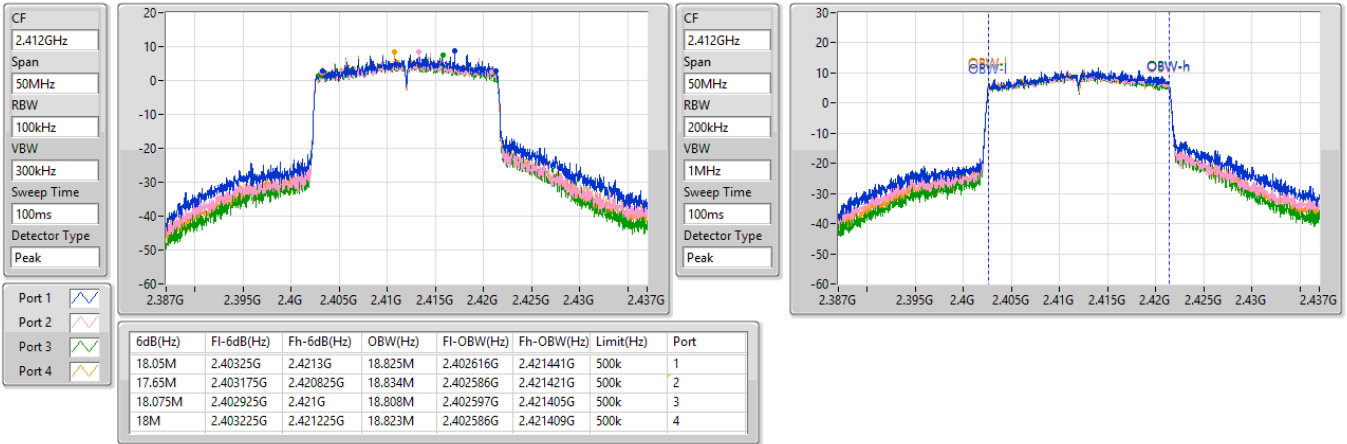 CF
2.412GHz
Span
50MHz
RBW
100kHz
VBW
300kHz
Sweep Time
100ms
Detector Type
Peak
20
10
0
-10
-20
-30
-40
-50
-60
2.387G 2.395G 2.4G 2.405G 2.41G 2.415G 2.42G 2.425G 2.43G 2.437G
CF
2.412GHz
Span
50MHz
RBW
200kHz
VBW
1MHz
Sweep Time
100ms
Detector Type
Peak
30
20
10
0
-10
-20
-30
-40
-50
-60
OBW-l OBW-h
2.387G 2.395G 2.4G 2.405G 2.41G 2.415G 2.42G 2.425G 2.43G 2.437G
Port 1
Port 2
Port 3
Port 4
6dB(Hz) Fl-6dB(Hz) Fh-6dB(Hz) OBW(Hz) Fl-OBW(Hz) Fh-OBW(Hz) Limit(Hz) Port
18.05M 2.40325G 2.4213G 18.825M 2.402616G 2.421441G 500k 1
17.65M 2.403175G 2.420825G 18.834M 2.402586G 2.421421G 500k 2
18.075M 2.402925G 2.421G 18.808M 2.402597G 2.421405G 500k 3
18M 2.403225G 2.421225G 18.823M 2.402586G 2.421409G 500k 4